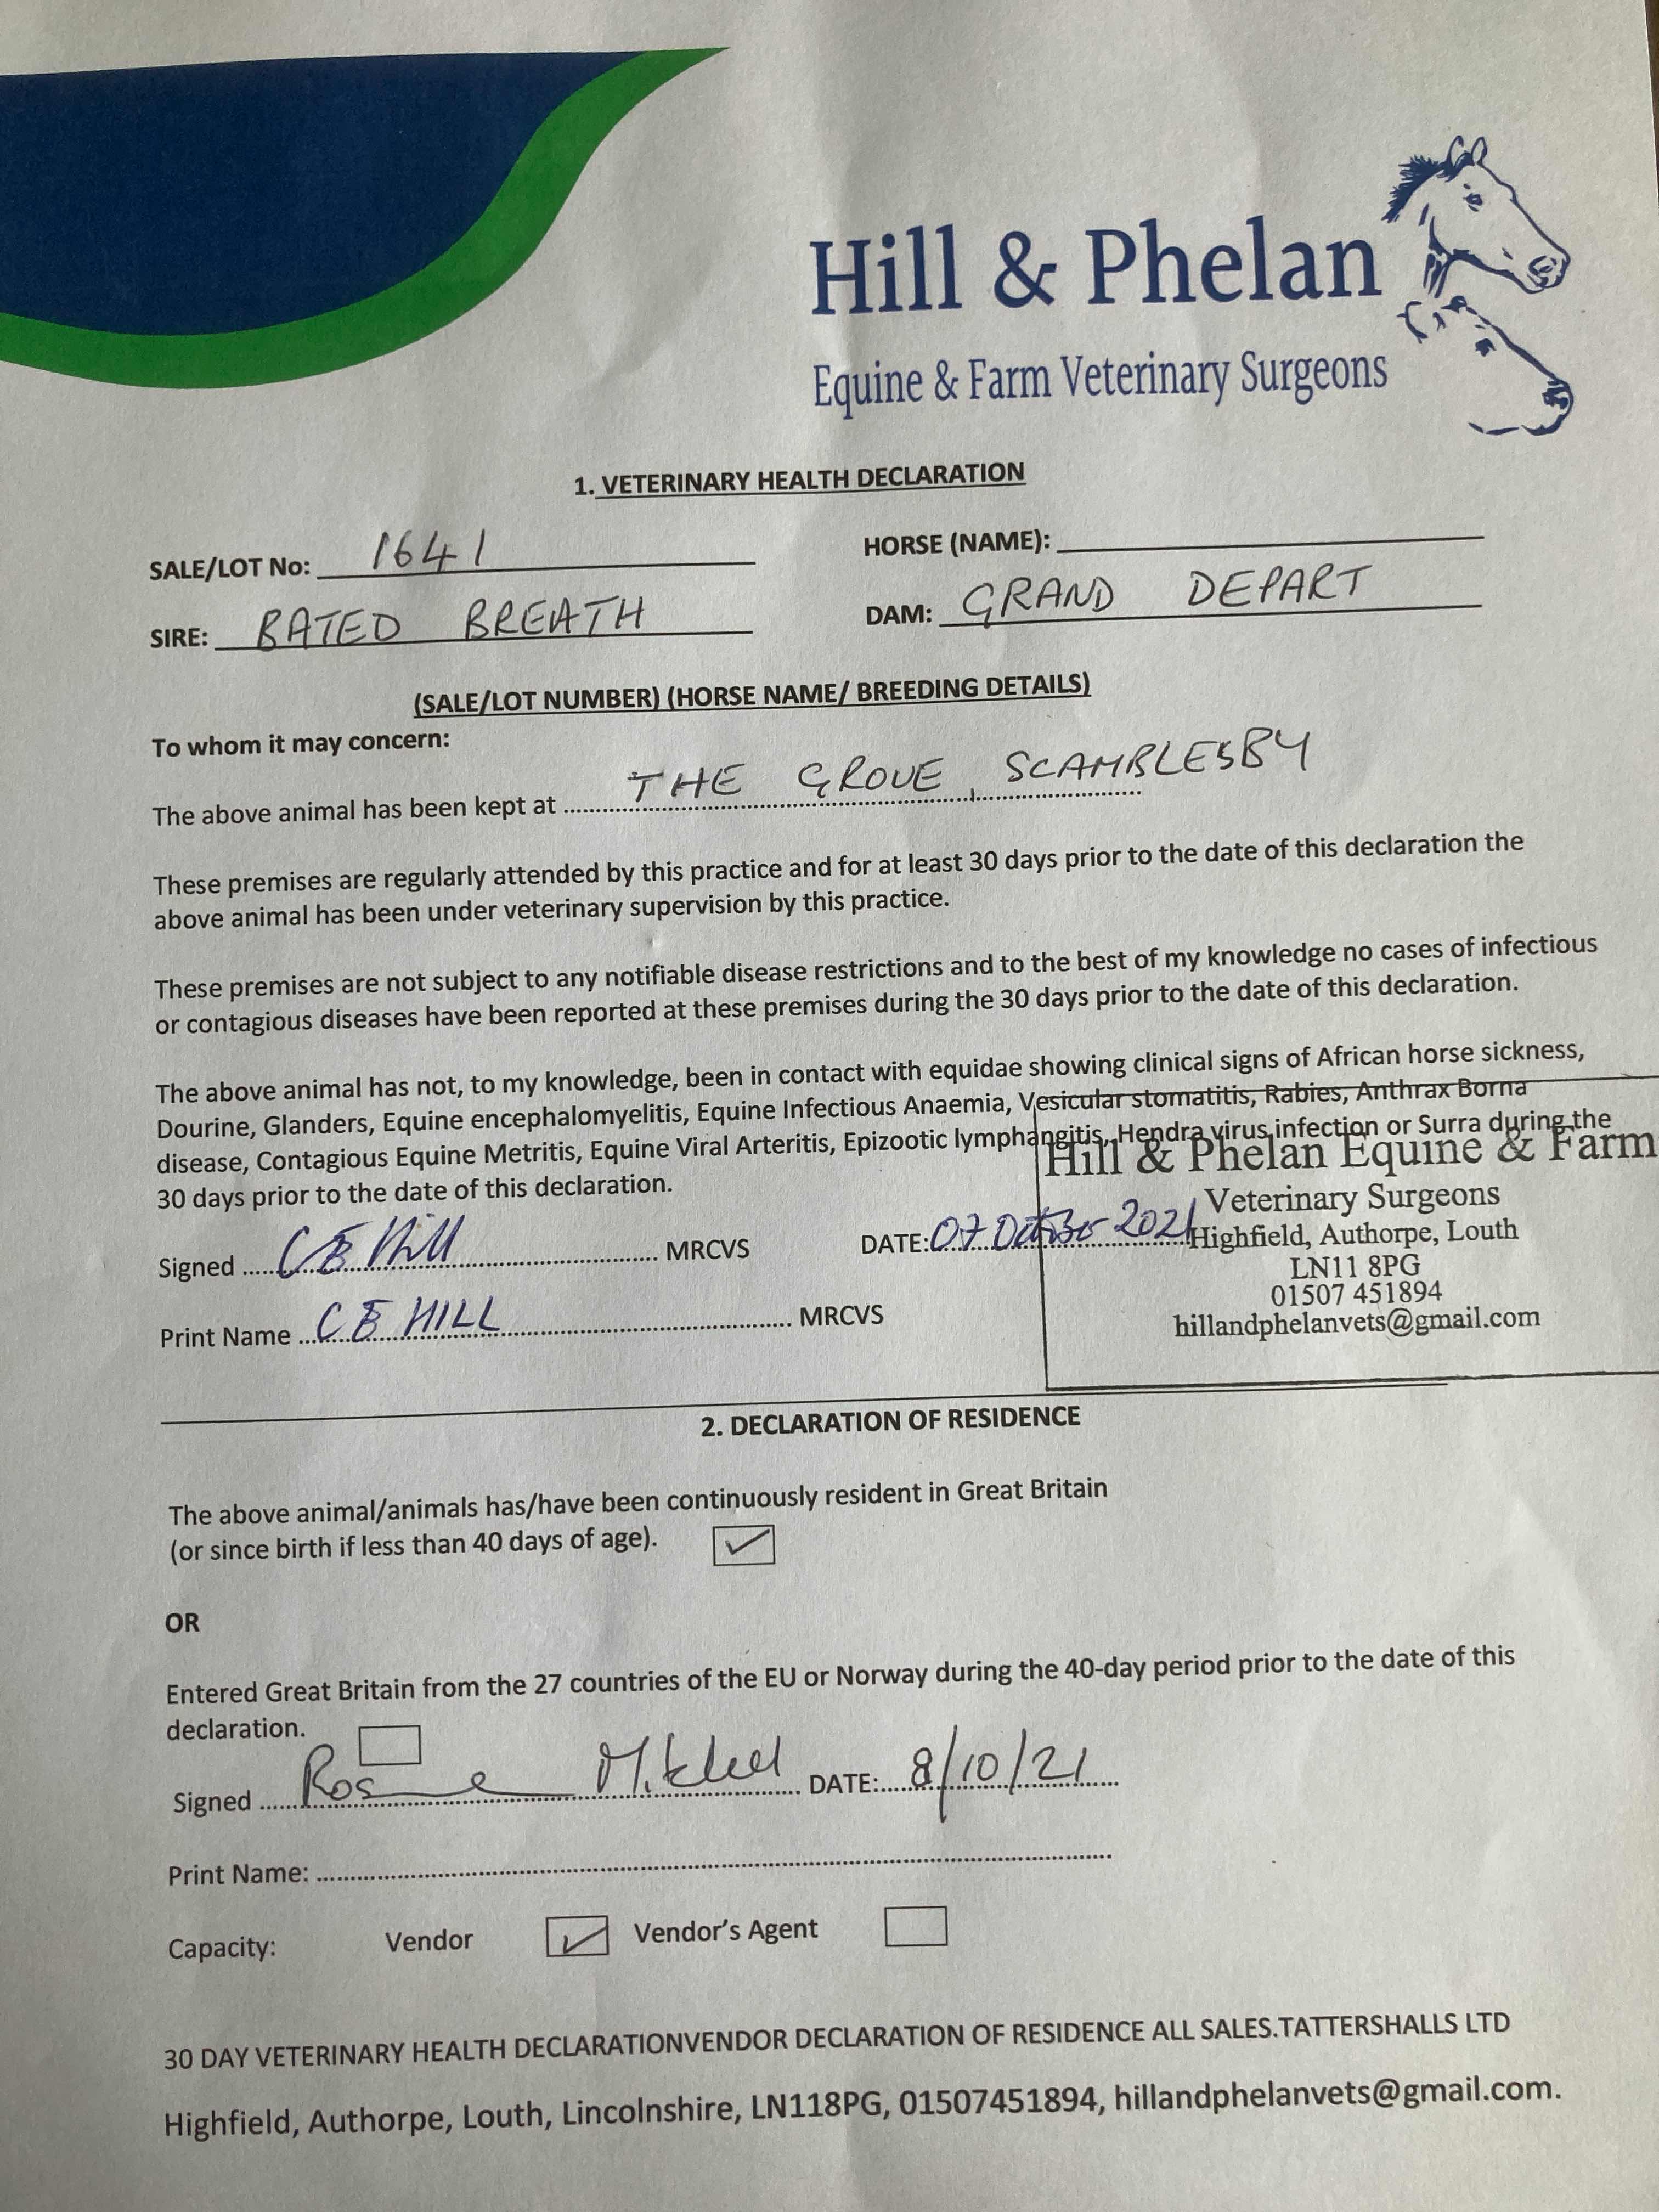 Hill & Phelan
Equine & Farm Veterinary Surgeons
1. VETERINARY HEALTH DECLARATION
SALE/LOT No: 1641 HORSE (NAME):
SIRE: BATED BREATH DAM: GRAND DEPART
(SALE/LOT NUMBER) (HORSE NAME/ BREEDING DETAILS)
To whom it may concern:
The above animal has been kept at THE GROVE, SCAMBLESBY
These premises are regularly attended by this practice and for at least 30 days prior to the date of this declaration the
above animal has been under veterinary supervision by this practice.
These premises are not subject to any notifiable disease restrictions and to the best of my knowledge no cases of infectious
or contagious diseases have been reported at these premises during the 30 days prior to the date of this declaration.
The above animal has not, to my knowledge, been in contact with equidae showing clinical signs of African horse sickness,
Dourine, Glanders, Equine encephalomyelitis, Equine Infectious Anaemia, Vesicular stomatitis, Rabies, Anthrax Borna
disease, Contagious Equine Metritis, Equine Viral Arteritis, Epizootic lymphangitis, Hendra virus infection or Surra during the
30 days prior to the date of this declaration.
Hill & Phelan Equine & Farm
Veterinary Surgeons
Highfield, Authorpe, Louth
LN11 8PG
01507 451894
hillandphelanvets@gmail.com
Signed CE Hill MRCVS DATE: 07 October 2021
Print Name C E HILL MRCVS
2. DECLARATION OF RESIDENCE
The above animal/animals has/have been continuously resident in Great Britain
(or since birth if less than 40 days of age).
OR
Entered Great Britain from the 27 countries of the EU or Norway during the 40-day period prior to the date of this
declaration.
Signed DATE: 8/10/21
Print Name:
Capacity: Vendor Vendor's Agent
30 DAY VETERINARY HEALTH DECLARATIONVENDOR DECLARATION OF RESIDENCE ALL SALES.TATTERSHALLS LTD
Highfield, Authorpe, Louth, Lincolnshire, LN118PG, 01507451894, hillandphelanvets@gmail.com.